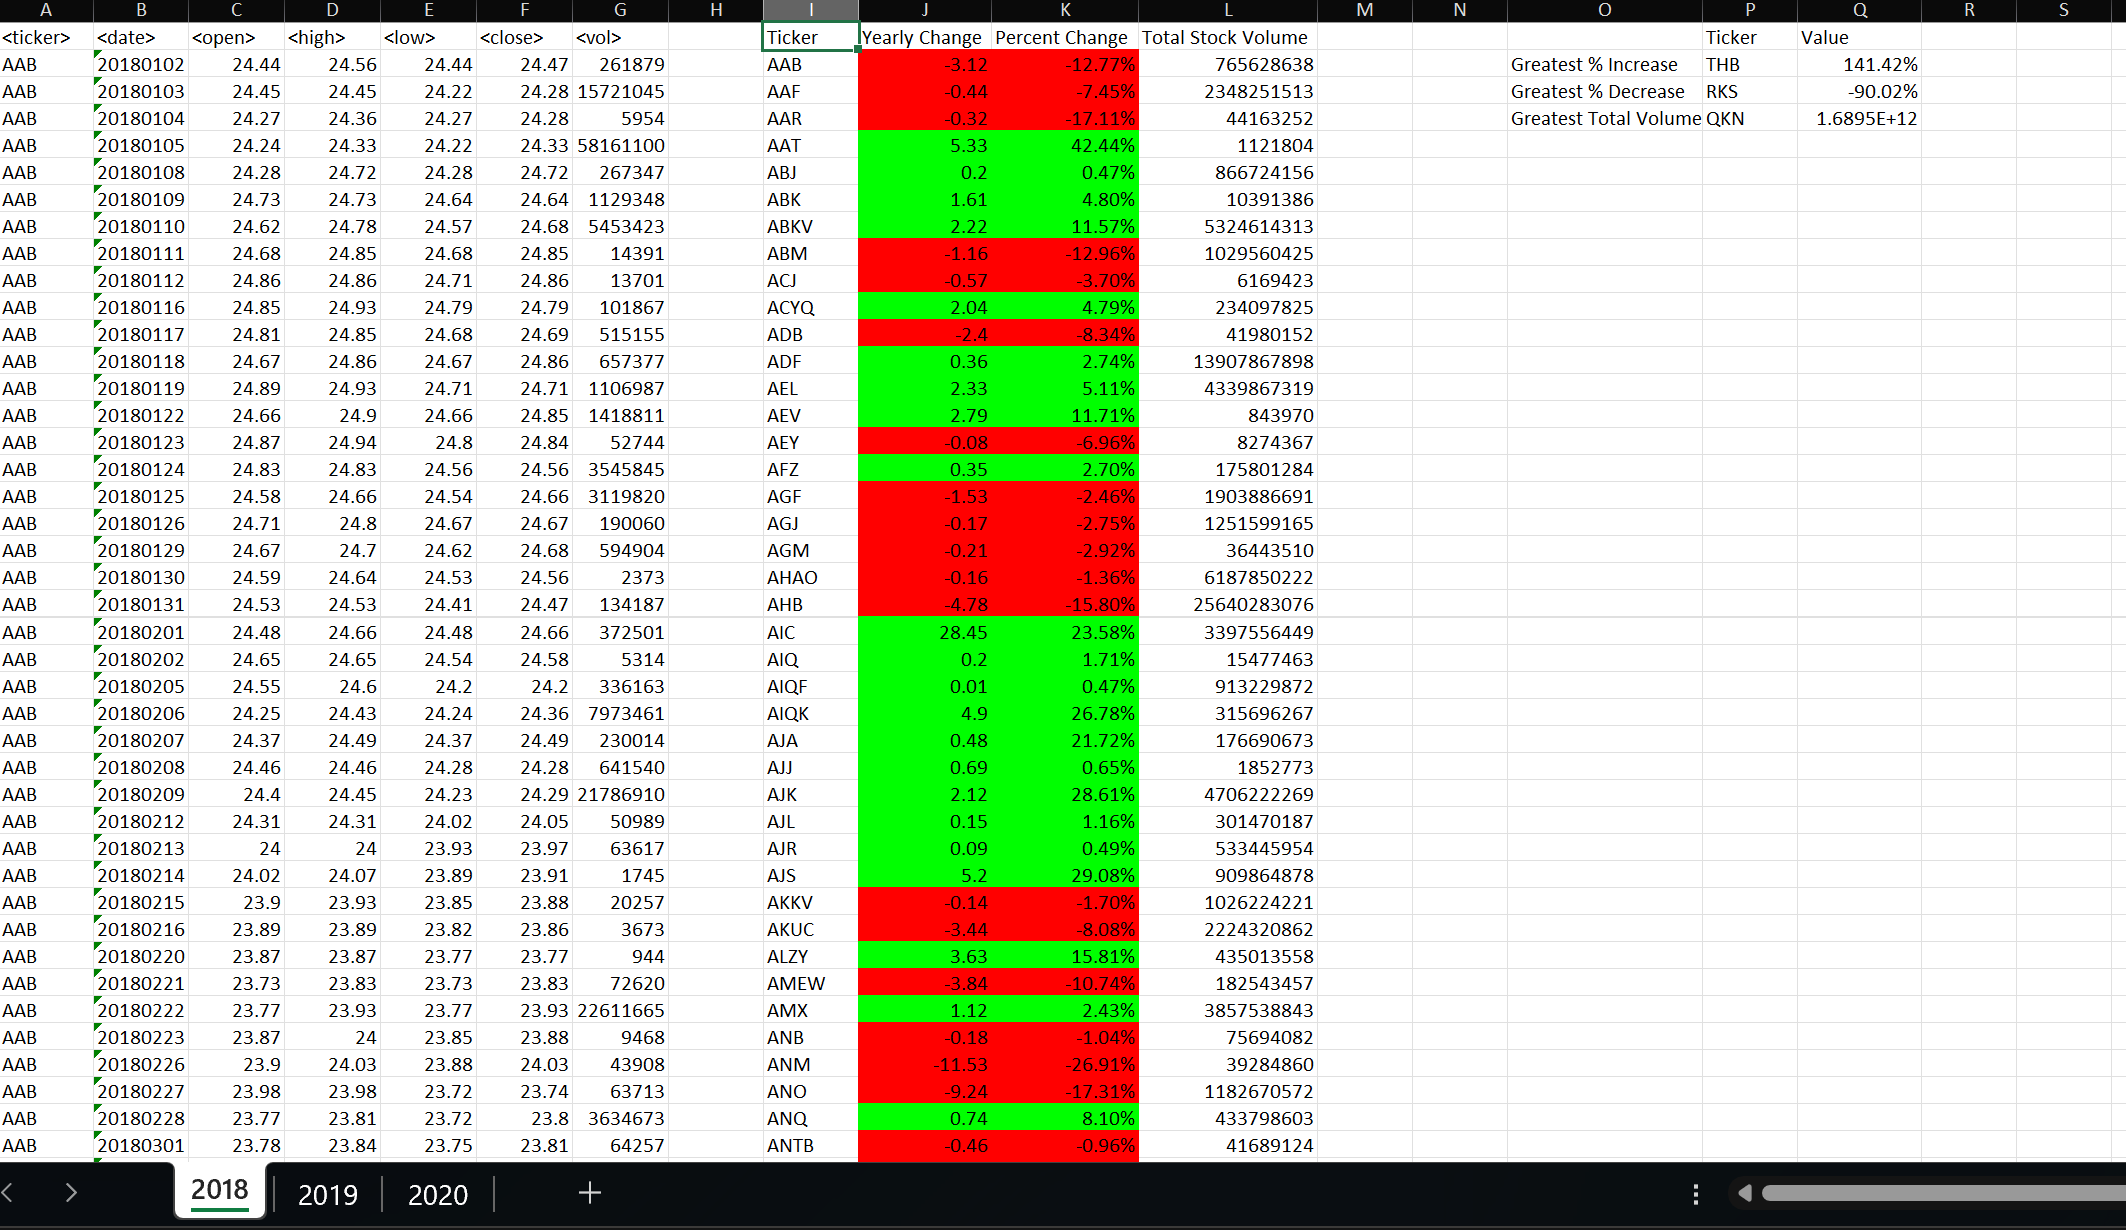 A B C D E F G H I J K L M N O P Q R S
<ticker> <date> <open> <high> <low> <close> <vol> Ticker Yearly Change Percent Change Total Stock Volume Ticker Value
AAB 20180102 24.44 24.56 24.44 24.47 261879 AAB -3.12 -12.77% 765628638 Greatest % Increase THB 141.42%
AAB 20180103 24.45 24.45 24.22 24.28 15721045 AAF -0.44 -7.45% 2348251513 Greatest % Decrease RKS -90.02%
AAB 20180104 24.27 24.36 24.27 24.28 5954 AAR -0.32 -17.11% 44163252 Greatest Total Volume QKN 1.6895E+12
AAB 20180105 24.24 24.33 24.22 24.33 58161100 AAT 5.33 42.44% 1121804
AAB 20180108 24.28 24.72 24.28 24.72 267347 ABJ 0.2 0.47% 866724156
AAB 20180109 24.73 24.73 24.64 24.64 1129348 ABK 1.61 4.80% 10391386
AAB 20180110 24.62 24.78 24.57 24.68 5453423 ABKV 2.22 11.57% 5324614313
AAB 20180111 24.68 24.85 24.68 24.85 14391 ABM -1.16 -12.96% 1029560425
AAB 20180112 24.86 24.86 24.71 24.86 13701 ACJ -0.57 -3.70% 6169423
AAB 20180116 24.85 24.93 24.79 24.79 101867 ACYQ 2.04 4.79% 234097825
AAB 20180117 24.81 24.85 24.68 24.69 515155 ADB -2.4 -8.34% 41980152
AAB 20180118 24.67 24.86 24.67 24.86 657377 ADF 0.36 2.74% 13907867898
AAB 20180119 24.89 24.93 24.71 24.71 1106987 AEL 2.33 5.11% 4339867319
AAB 20180122 24.66 24.9 24.66 24.85 1418811 AEV 2.79 11.71% 843970
AAB 20180123 24.87 24.94 24.8 24.84 52744 AEY -0.08 -6.96% 8274367
AAB 20180124 24.83 24.83 24.56 24.56 3545845 AFZ 0.35 2.70% 175801284
AAB 20180125 24.58 24.66 24.54 24.66 3119820 AGF -1.53 -2.46% 1903886691
AAB 20180126 24.71 24.8 24.67 24.67 190060 AGJ -0.17 -2.75% 1251599165
AAB 20180129 24.67 24.7 24.62 24.68 594904 AGM -0.21 -2.92% 36443510
AAB 20180130 24.59 24.64 24.53 24.56 2373 AHAO -0.16 -1.36% 6187850222
AAB 20180131 24.53 24.53 24.41 24.47 134187 AHB -4.78 -15.80% 25640283076
AAB 20180201 24.48 24.66 24.48 24.66 372501 AIC 28.45 23.58% 3397556449
AAB 20180202 24.65 24.65 24.54 24.58 5314 AIQ 0.2 1.71% 15477463
AAB 20180205 24.55 24.6 24.2 24.2 336163 AIQF 0.01 0.47% 913229872
AAB 20180206 24.25 24.43 24.24 24.36 7973461 AIQK 4.9 26.78% 315696267
AAB 20180207 24.37 24.49 24.37 24.49 230014 AJA 0.48 21.72% 176690673
AAB 20180208 24.46 24.46 24.28 24.28 641540 AJJ 0.69 0.65% 1852773
AAB 20180209 24.4 24.45 24.23 24.29 21786910 AJK 2.12 28.61% 4706222269
AAB 20180212 24.31 24.31 24.02 24.05 50989 AJL 0.15 1.16% 301470187
AAB 20180213 24 24 23.93 23.97 63617 AJR 0.09 0.49% 533445954
AAB 20180214 24.02 24.07 23.89 23.91 1745 AJS 5.2 29.08% 909864878
AAB 20180215 23.9 23.93 23.85 23.88 20257 AKKV -0.14 -1.70% 1026224221
AAB 20180216 23.89 23.89 23.82 23.86 3673 AKUC -3.44 -8.08% 2224320862
AAB 20180220 23.87 23.87 23.77 23.77 944 ALZY 3.63 15.81% 435013558
AAB 20180221 23.73 23.83 23.73 23.83 72620 AMEW -3.84 -10.74% 182543457
AAB 20180222 23.77 23.93 23.77 23.93 22611665 AMX 1.12 2.43% 3857538843
AAB 20180223 23.87 24 23.85 23.88 9468 ANB -0.18 -1.04% 75694082
AAB 20180226 23.9 24.03 23.88 24.03 43908 ANM -11.53 -26.91% 39284860
AAB 20180227 23.98 23.98 23.72 23.74 63713 ANO -9.24 -17.31% 1182670572
AAB 20180228 23.77 23.81 23.72 23.8 3634673 ANQ 0.74 8.10% 433798603
AAB 20180301 23.78 23.84 23.75 23.81 64257 ANTB -0.46 -0.96% 41689124
2018 2019 2020